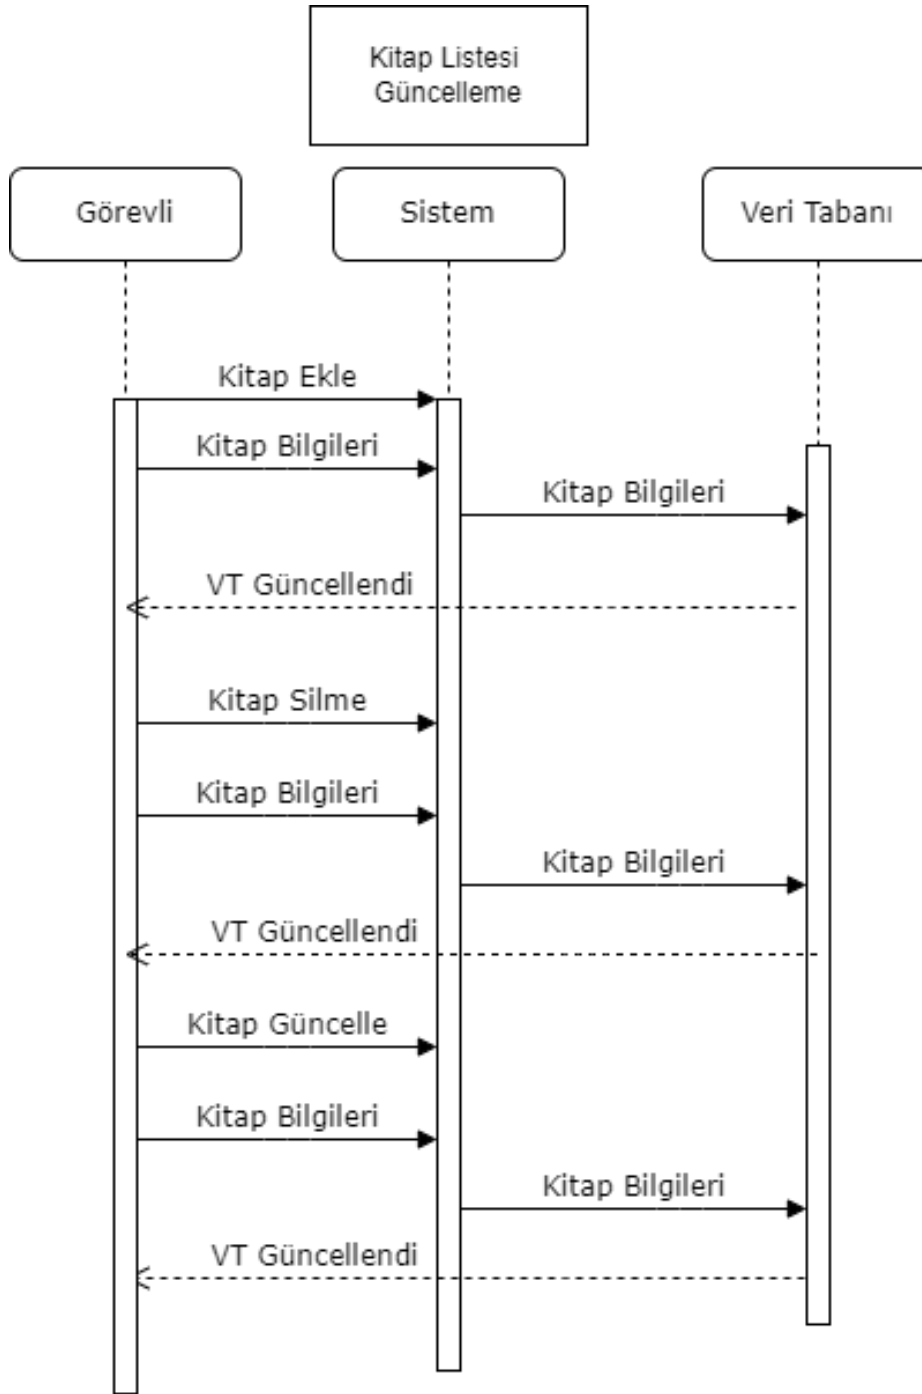 Kitap Listesi
Güncelleme
Görevli
Sistem
Veri Tabanı
Kitap Ekle
Kitap Bilgileri
Kitap Bilgileri
VT Güncellendi
Kitap Silme
Kitap Bilgileri
Kitap Bilgileri
VT Güncellendi
Kitap Güncelle
Kitap Bilgileri
Kitap Bilgileri
VT Güncellendi